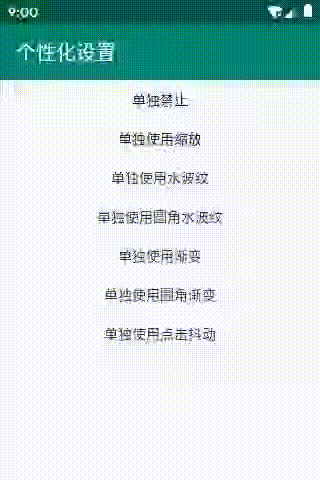 9:00
个性化设置
单独禁止
单独使用缩放
单独使用水波纹
单独使用圆角水波纹
单独使用渐变
单独使用圆角渐变
单独使用点击抖动